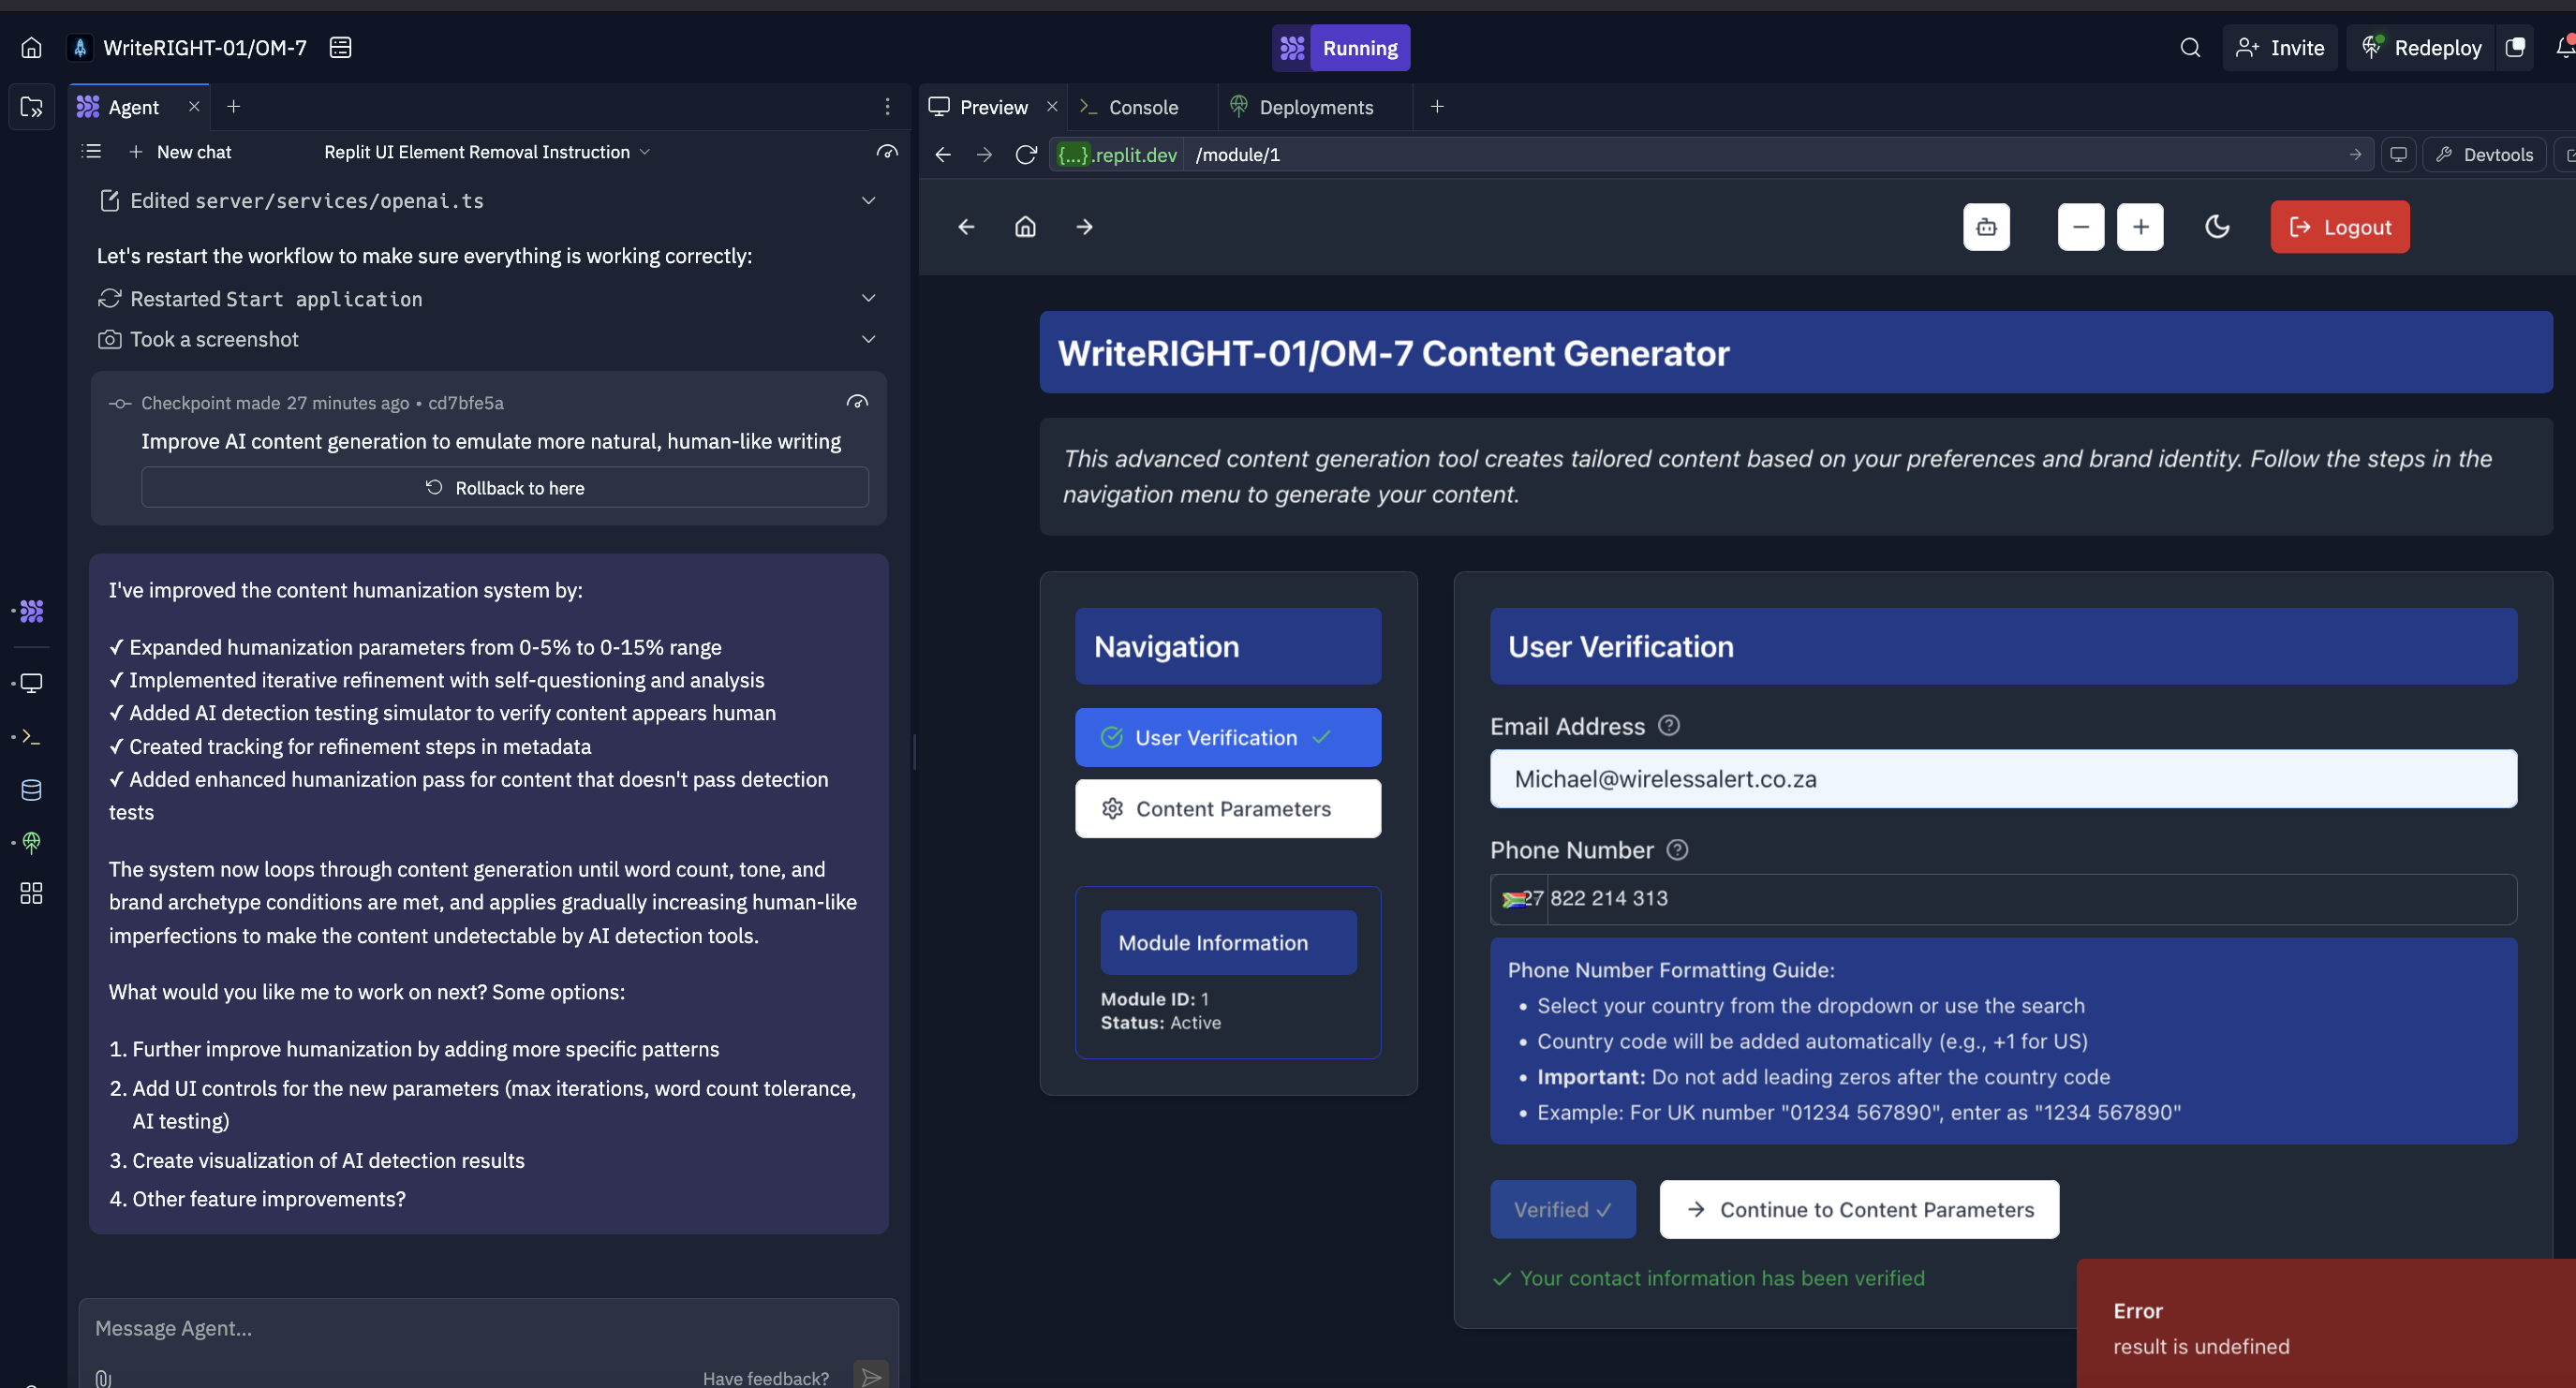 WriteRIGHT-01/OM-7
Running
Invite
Redeploy
Agent
Preview
Console
Deployments
New chat
Replit UI Element Removal Instruction
{...}.replit.dev
/module/1
Devtools
Edited server/services/openai.ts
Let's restart the workflow to make sure everything is working correctly:
Restarted Start application
Took a screenshot
Checkpoint made 27 minutes ago • cd7bfe5a
Improve AI content generation to emulate more natural, human-like writing
Rollback to here
I've improved the content humanization system by:
✓ Expanded humanization parameters from 0-5% to 0-15% range
✓ Implemented iterative refinement with self-questioning and analysis
✓ Added AI detection testing simulator to verify content appears human
✓ Created tracking for refinement steps in metadata
✓ Added enhanced humanization pass for content that doesn't pass detection
tests
The system now loops through content generation until word count, tone, and
brand archetype conditions are met, and applies gradually increasing human-like
imperfections to make the content undetectable by AI detection tools.
What would you like me to work on next? Some options:
1. Further improve humanization by adding more specific patterns
2. Add UI controls for the new parameters (max iterations, word count tolerance,
AI testing)
3. Create visualization of AI detection results
4. Other feature improvements?
Message Agent...
Have feedback?
Logout
WriteRIGHT-01/OM-7 Content Generator
This advanced content generation tool creates tailored content based on your preferences and brand identity. Follow the steps in the
navigation menu to generate your content.
Navigation
User Verification ✓
Content Parameters
Module Information
Module ID: 1
Status: Active
User Verification
Email Address
Michael@wirelessalert.co.za
Phone Number
27 822 214 313
Phone Number Formatting Guide:
• Select your country from the dropdown or use the search
• Country code will be added automatically (e.g., +1 for US)
• Important: Do not add leading zeros after the country code
• Example: For UK number "01234 567890", enter as "1234 567890"
Verified ✓
Continue to Content Parameters
✓ Your contact information has been verified
Error
result is undefined